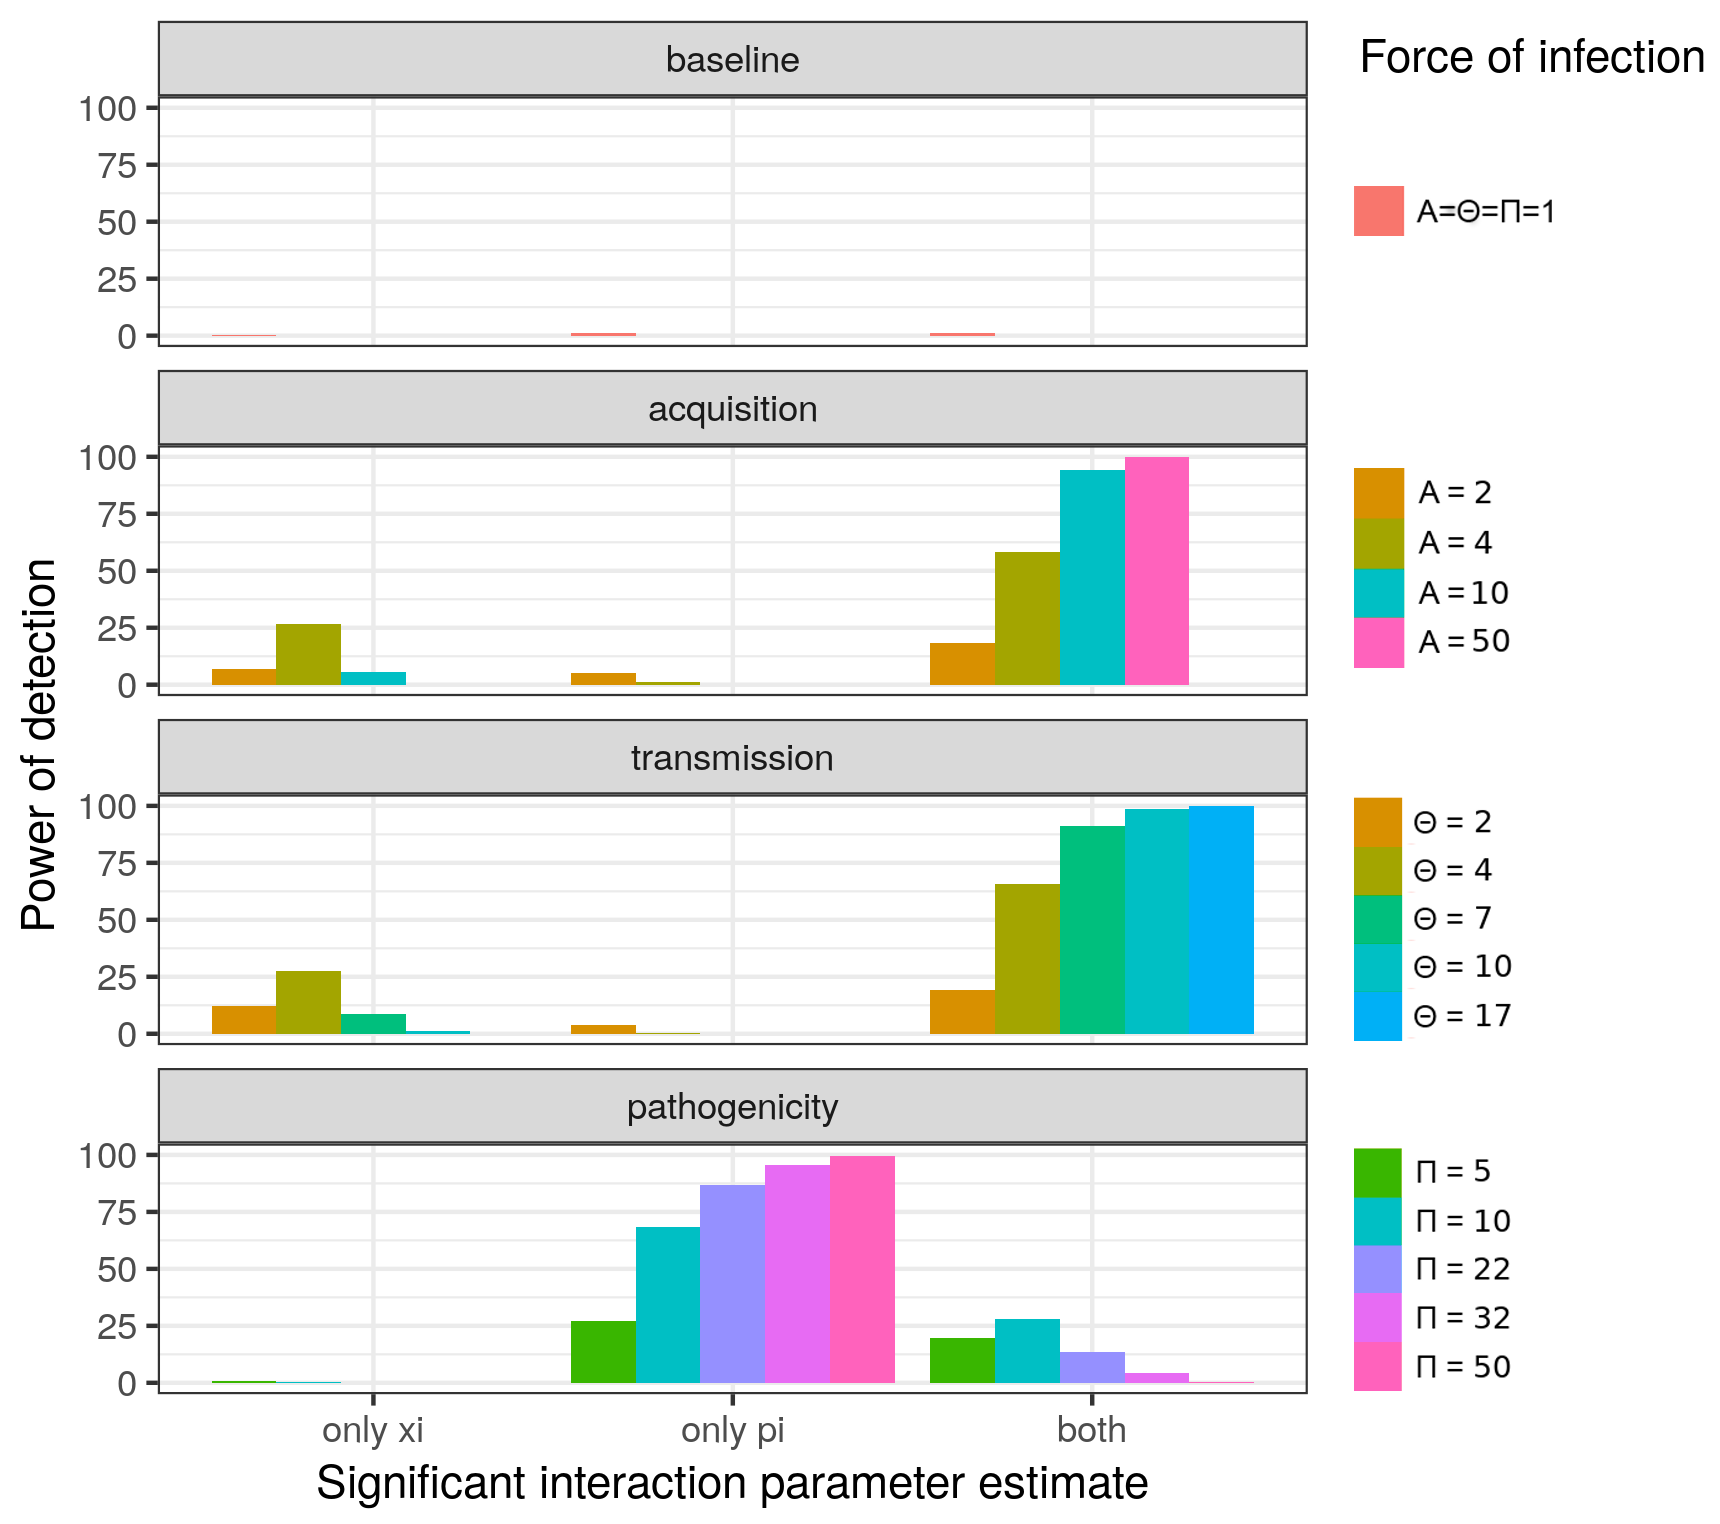 baseline
Force of infection
100
75
50
25
0
A=Θ=Π=1
acquisition
100
75
50
25
0
A = 2
A = 4
A = 10
A = 50
Power of detection
transmission
100
75
50
25
0
Θ = 2
Θ = 4
Θ = 7
Θ = 10
Θ = 17
pathogenicity
100
75
50
25
0
Π = 5
Π = 10
Π = 22
Π = 32
Π = 50
only xi
only pi
both
Significant interaction parameter estimate